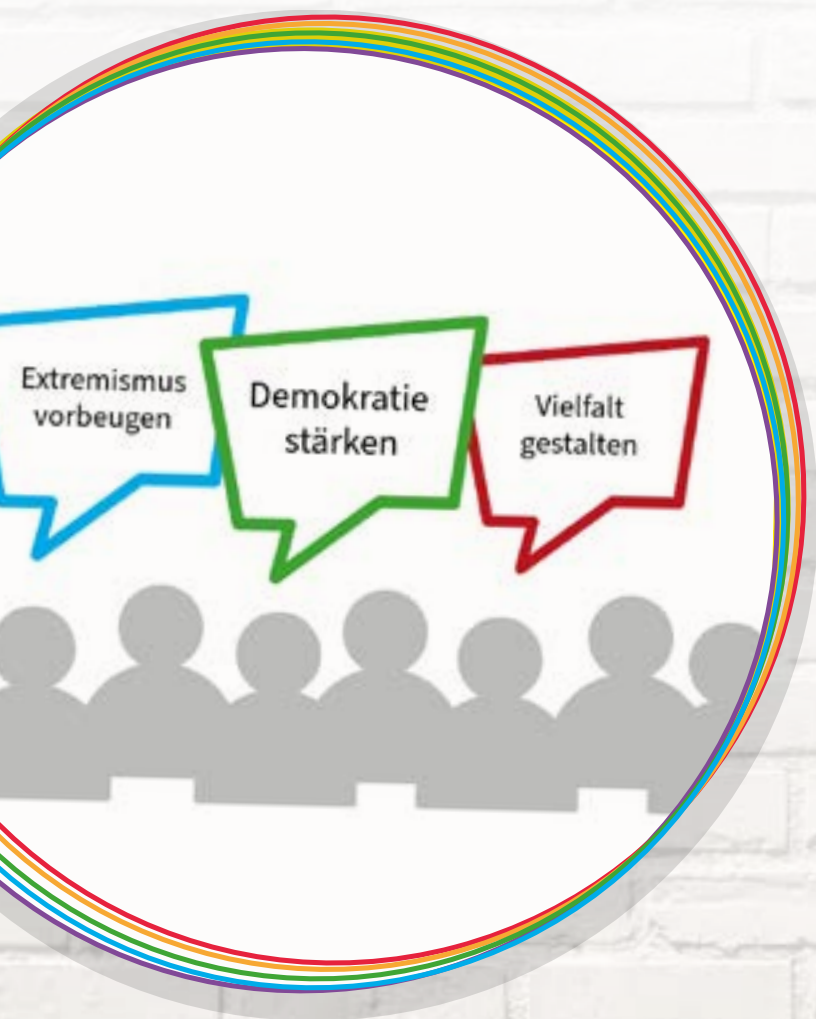 Extremismus
vorbeugen
Demokratie
stärken
Vielfalt
gestalten